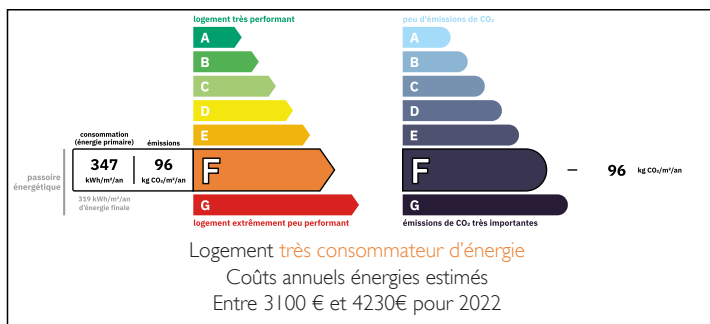 logement très performant
A
B
C
D
E
consommation
(énergie primaire)
émissions
347
kWh/m²/an
96
kg CO₂/m²/an
F
passoire
énergétique
319 kWh/m²/an
d'énergie finale
G
logement extrêmement peu performant
peu d'émissions de CO₂
A
B
C
D
E
F
96 kg CO₂/m²/an
G
émissions de CO₂ très importantes
Logement très consommateur d'énergie
Coûts annuels énergies estimés
Entre 3100 € et 4230€ pour 2022